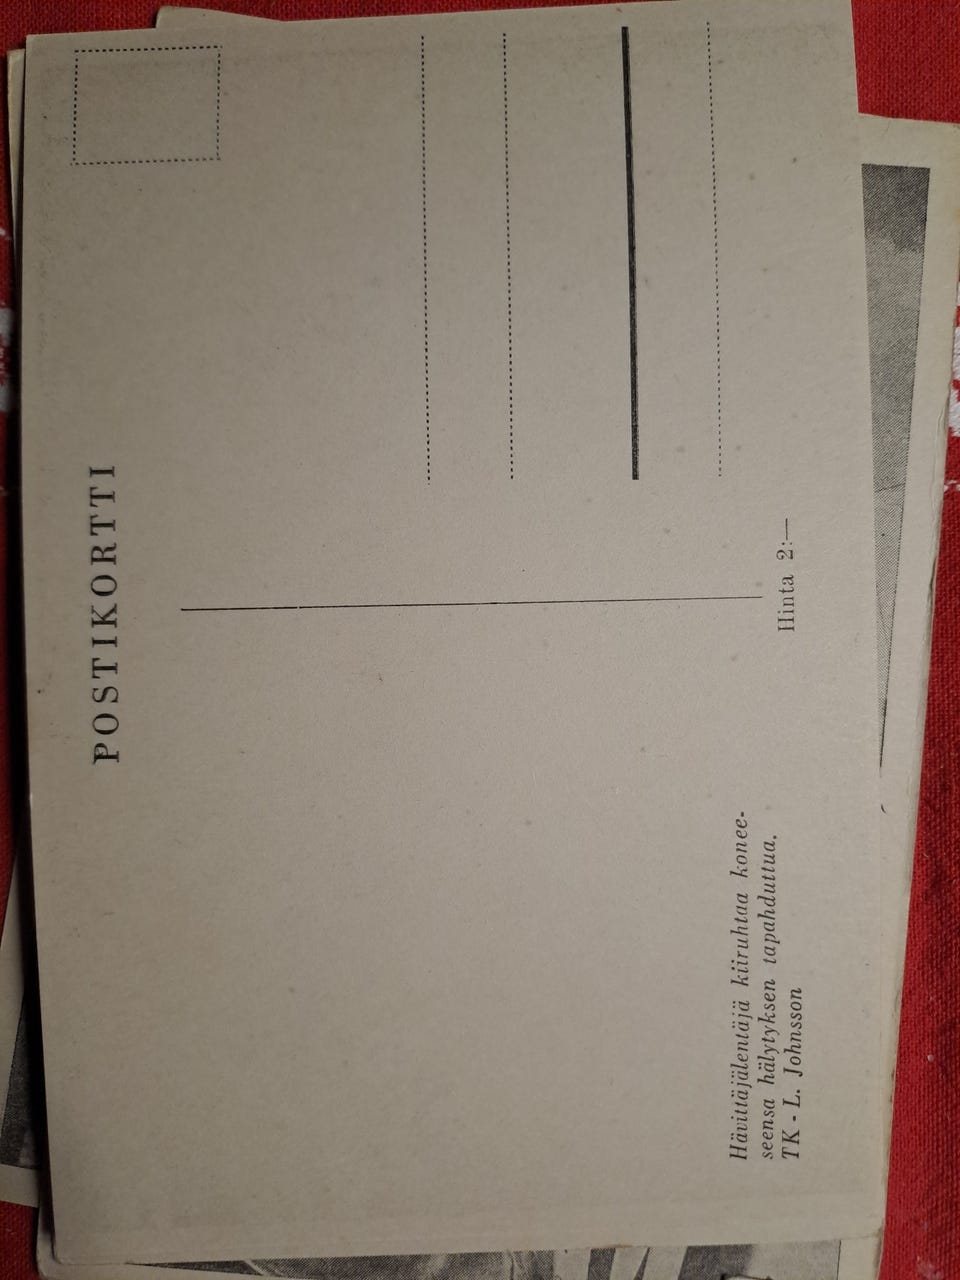 POSTIKORTTI
Hinta 2:—
Hävittäjälentäjä kiiruhtaa konee-
seensa hälytyksen tapahduttua.
TK - L. Johnsson